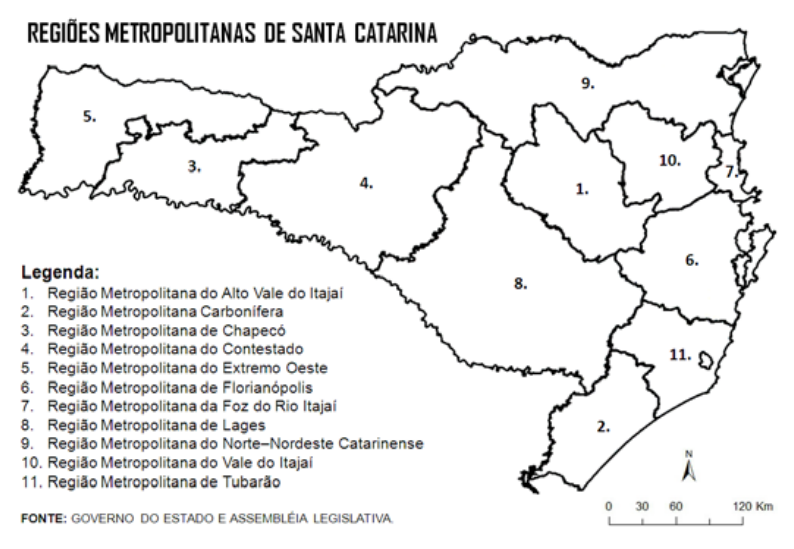 REGIÕES METROPOLITANAS DE SANTA CATARINA
9.
5.
10.
3.
7.
4.
1.
6.
8.
11.
2.
Legenda:
1. Região Metropolitana do Alto Vale do Itajaí
2. Região Metropolitana Carbonífera
3. Região Metropolitana de Chapecó
4. Região Metropolitana do Contestado
5. Região Metropolitana do Extremo Oeste
6. Região Metropolitana de Florianópolis
7. Região Metropolitana da Foz do Rio Itajaí
8. Região Metropolitana de Lages
9. Região Metropolitana do Norte–Nordeste Catarinense
10. Região Metropolitana do Vale do Itajaí
11. Região Metropolitana de Tubarão
N
0 30 60 120 Km
FONTE: GOVERNO DO ESTADO E ASSEMBLÉIA LEGISLATIVA.